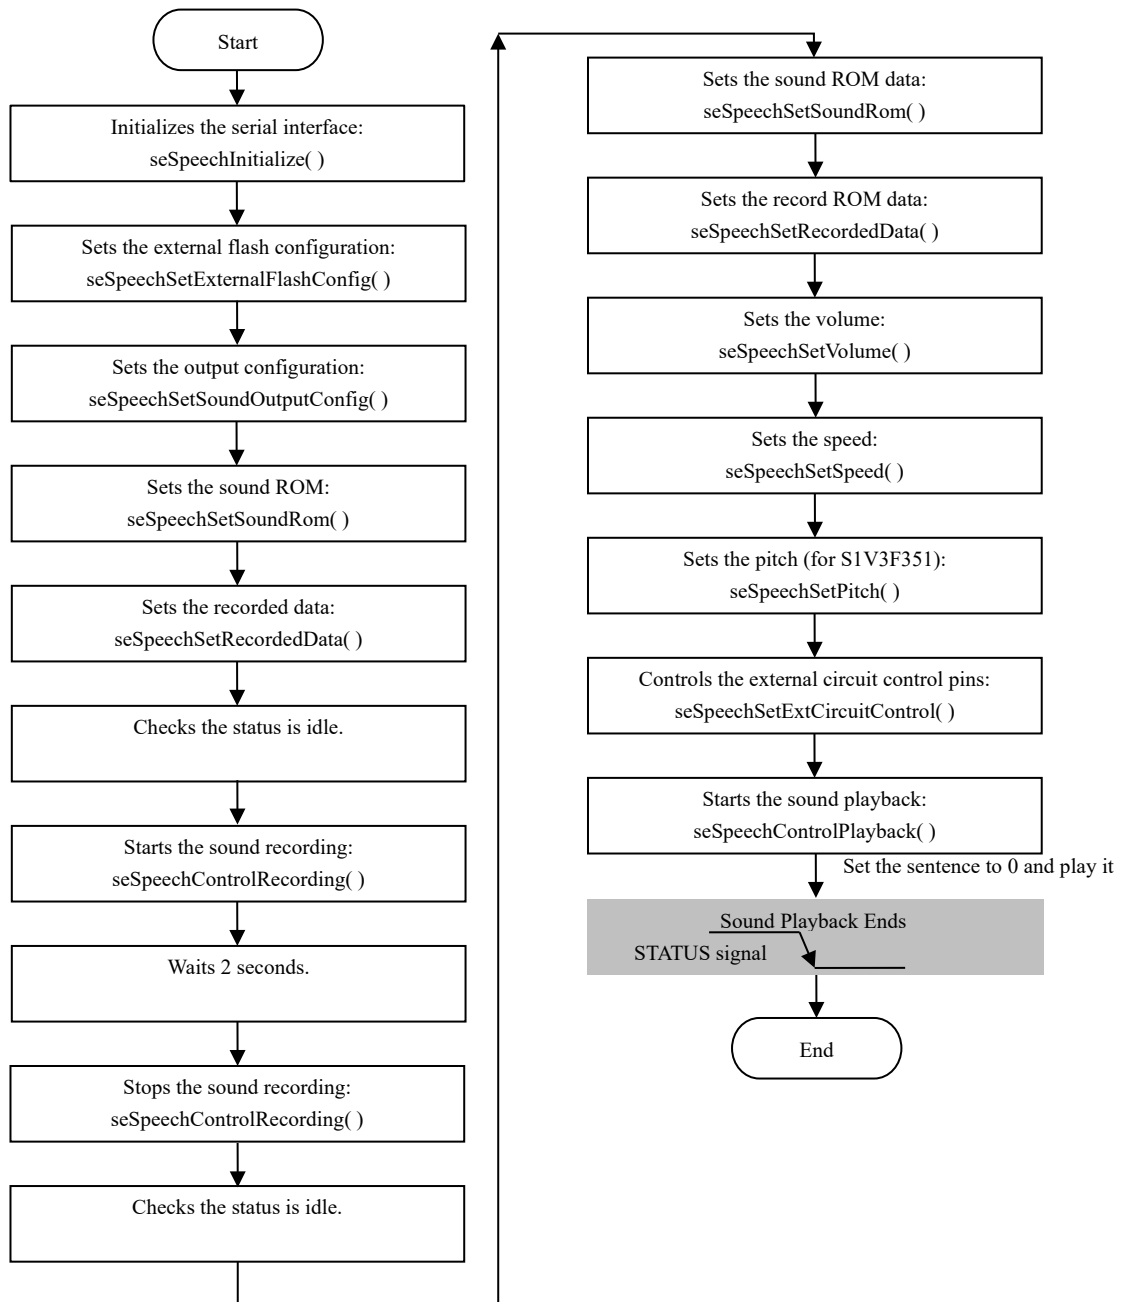 Start
Initializes the serial interface:
seSpeechInitialize( )
Sets the external flash configuration:
seSpeechSetExternalFlashConfig( )
Sets the output configuration:
seSpeechSetSoundOutputConfig( )
Sets the sound ROM:
seSpeechSetSoundRom( )
Sets the recorded data:
seSpeechSetRecordedData( )
Checks the status is idle.
Starts the sound recording:
seSpeechControlRecording( )
Waits 2 seconds.
Stops the sound recording:
seSpeechControlRecording( )
Checks the status is idle.
Sets the sound ROM data:
seSpeechSetSoundRom( )
Sets the record ROM data:
seSpeechSetRecordedData( )
Sets the volume:
seSpeechSetVolume( )
Sets the speed:
seSpeechSetSpeed( )
Sets the pitch (for S1V3F351):
seSpeechSetPitch( )
Controls the external circuit control pins:
seSpeechSetExtCircuitControl( )
Starts the sound playback:
seSpeechControlPlayback( )
Set the sentence to 0 and play it
Sound Playback Ends
STATUS signal
End